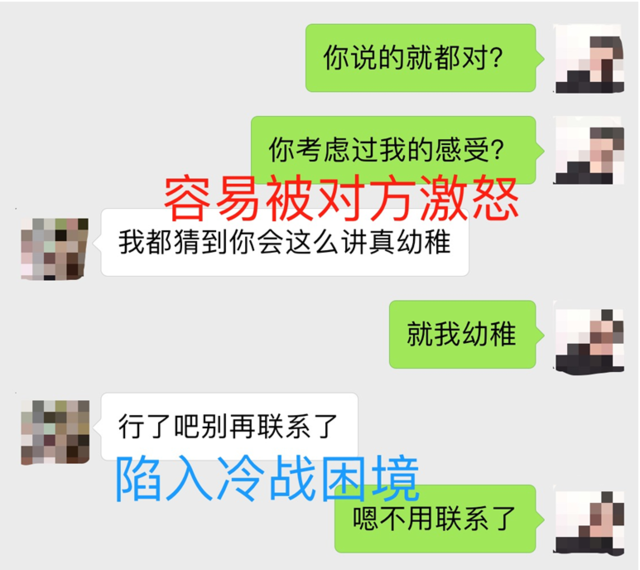 你说的就都对？
你考虑过我的感受？
容易被对方激怒
我都猜到你会这么讲真幼稚
就我幼稚
行了吧别再联系了
陷入冷战困境
嗯不用联系了